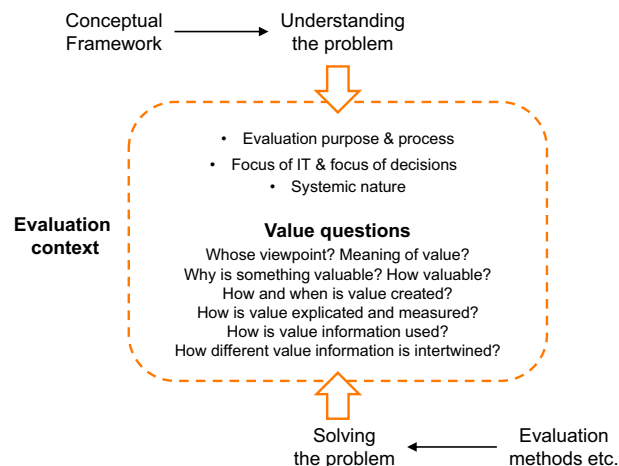 Conceptual
Framework
Understanding
the problem
• Evaluation purpose & process
• Focus of IT & focus of decisions
• Systemic nature
Evaluation
context
Value questions
Whose viewpoint? Meaning of value?
Why is something valuable? How valuable?
How and when is value created?
How is value explicated and measured?
How is value information used?
How different value information is intertwined?
Solving
the problem
Evaluation
methods etc.